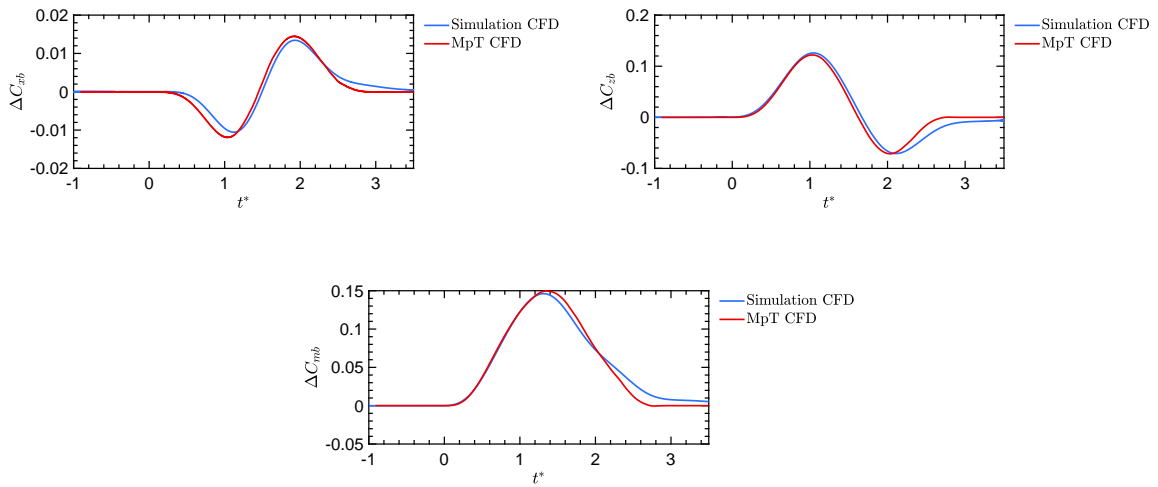 0.02
0.01
0
-0.01
-0.02
ΔC_xb
-1 0 1 2 3
t*
Simulation CFD
MpT CFD
0.2
0.1
0
-0.1
ΔC_zb
-1 0 1 2 3
t*
Simulation CFD
MpT CFD
0.15
0.1
0.05
0
-0.05
ΔC_mb
-1 0 1 2 3
t*
Simulation CFD
MpT CFD